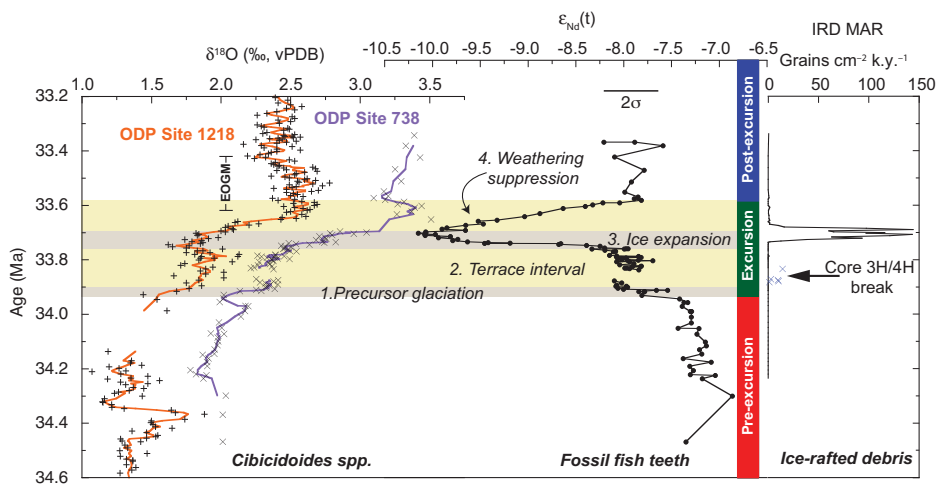 εNd(t)
δ¹⁸O (‰, vPDB)
IRD MAR
Grains cm⁻² k.y.⁻¹
-10.5 -10.0 -9.5 -9.0 -8.5 -8.0 -7.5 -7.0 -6.5
1.0 1.5 2.0 2.5 3.0 3.5
0 50 100 150
2σ
ODP Site 738
ODP Site 1218
EOGM
4. Weathering
suppression
3. Ice expansion
2. Terrace interval
1.Precursor glaciation
Core 3H/4H
break
Post-excursion
Excursion
Pre-excursion
Age (Ma)
33.2
33.4
33.6
33.8
34.0
34.2
34.4
34.6
Cibicidoides spp.
Fossil fish teeth
Ice-rafted debris